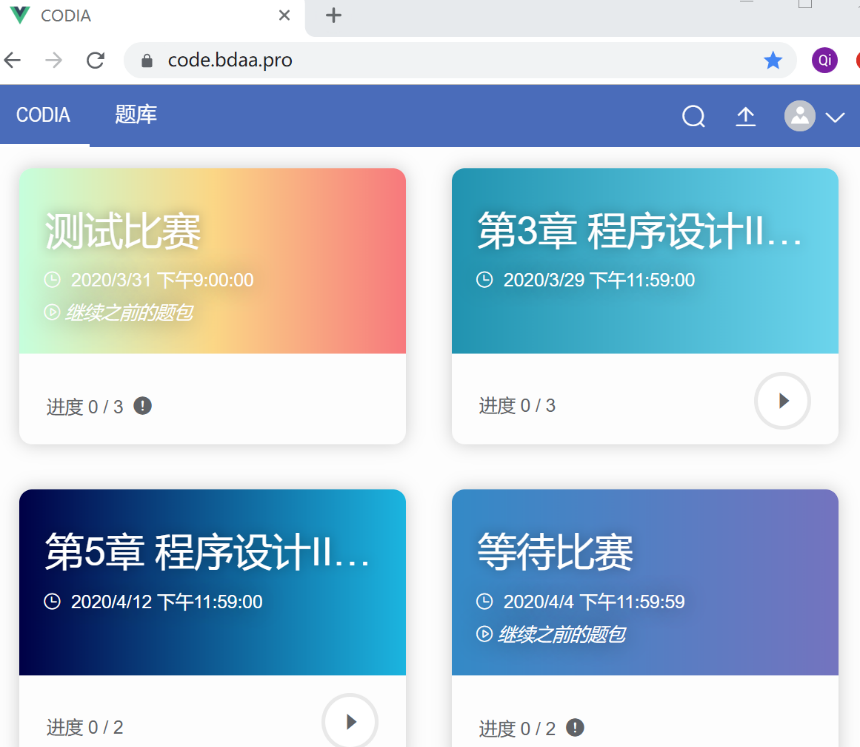 CODIA
code.bdaa.pro
Qi
CODIA 题库
测试比赛
2020/3/31 下午9:00:00
继续之前的题包
进度 0 / 3
第3章 程序设计II...
2020/3/29 下午11:59:00
进度 0 / 3
第5章 程序设计II...
2020/4/12 下午11:59:00
进度 0 / 2
等待比赛
2020/4/4 下午11:59:59
继续之前的题包
进度 0 / 2